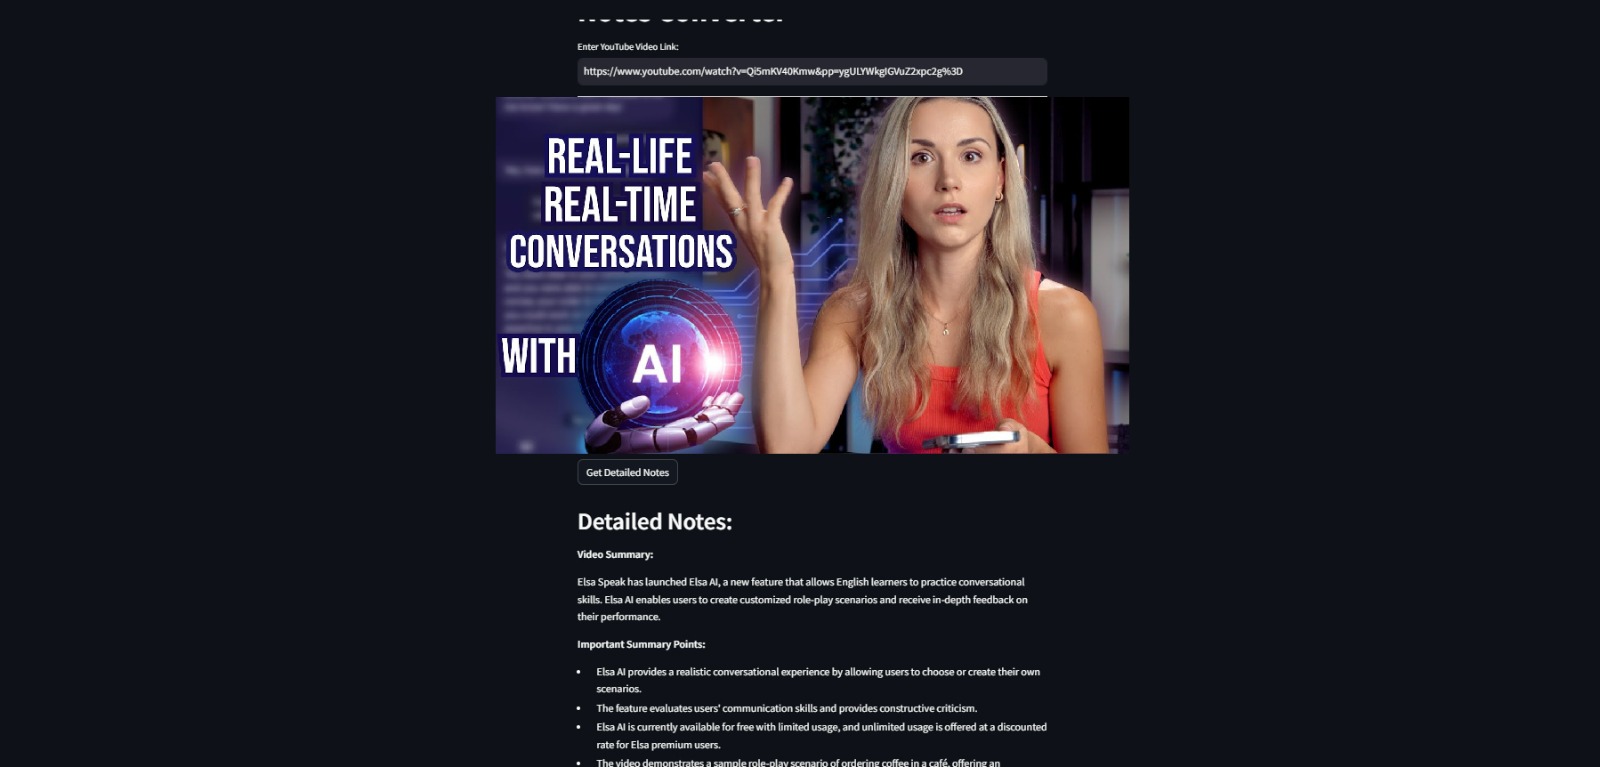 Notes Converter
Enter YouTube Video Link:
https://www.youtube.com/watch?v=Qi5mKV40Kmw&pp=ygULYWkgIGVuZ2xpc2g%3D
REAL-LIFE
REAL-TIME
CONVERSATIONS
WITH
AI
Get Detailed Notes
Detailed Notes:
Video Summary:
Elsa Speak has launched Elsa AI, a new feature that allows English learners to practice conversational
skills. Elsa AI enables users to create customized role-play scenarios and receive in-depth feedback on
their performance.
Important Summary Points:
Elsa AI provides a realistic conversational experience by allowing users to choose or create their own
scenarios.
The feature evaluates users' communication skills and provides constructive criticism.
Elsa AI is currently available for free with limited usage, and unlimited usage is offered at a discounted
rate for Elsa premium users.
The video demonstrates a sample role-play scenario of ordering coffee in a café, offering an